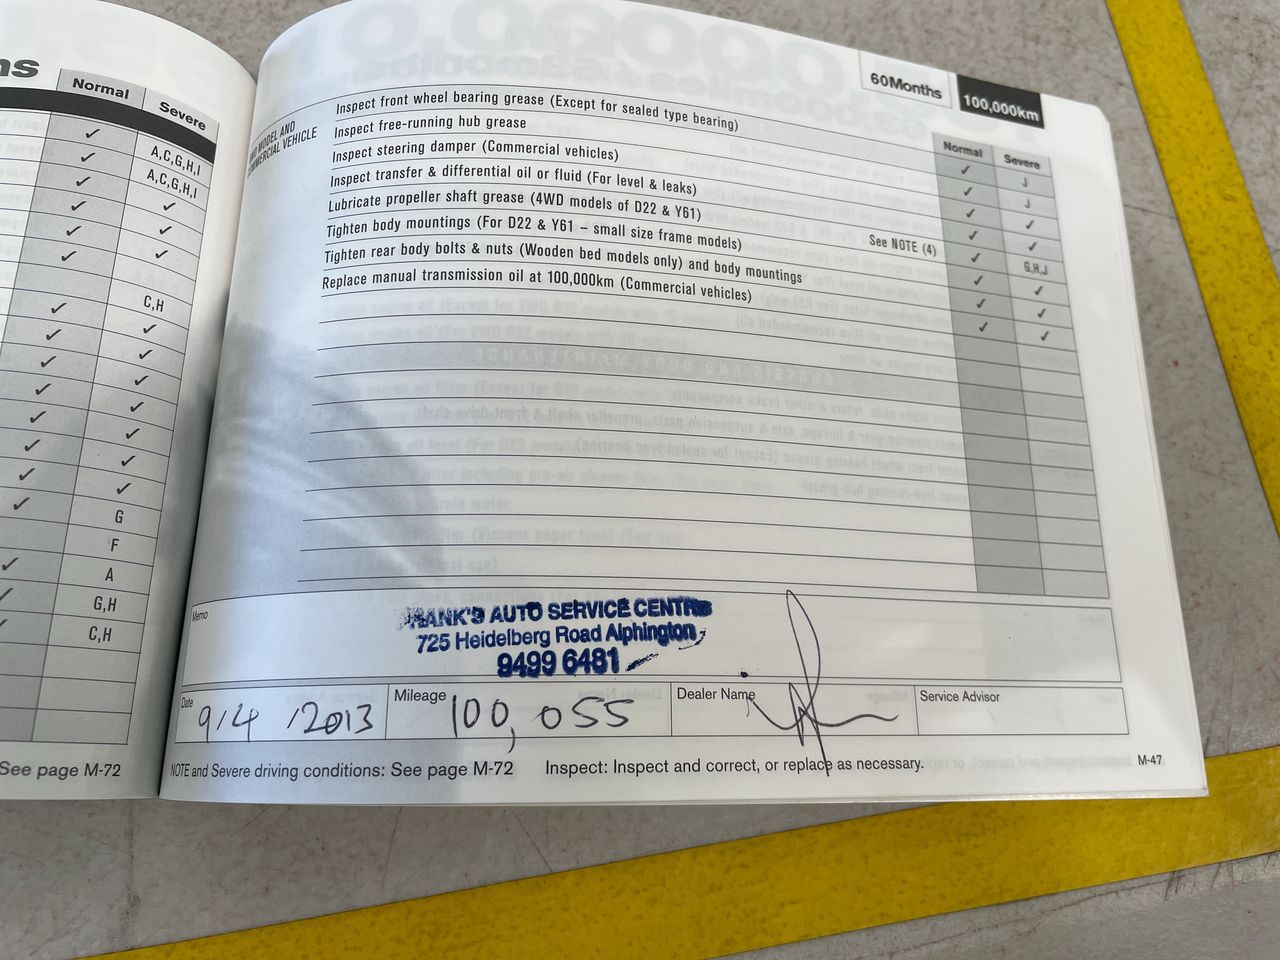 ns
Normal
Severe
✓ A,C,G,H,I
✓ A,C,G,H,I
✓ ✓
✓ ✓
✓ ✓
✓
C,H
✓ ✓
✓ ✓
✓ ✓
✓ ✓
✓ ✓
✓ ✓
✓ ✓
✓ G
F
✓ A
✓ G,H
✓ C,H
See page M-72
60Months
100,000km
Normal
Severe
MODEL AND
COMMERCIAL VEHICLE
Inspect front wheel bearing grease (Except for sealed type bearing) ✓ J
Inspect free-running hub grease ✓ J
Inspect steering damper (Commercial vehicles) ✓ ✓
Inspect transfer & differential oil or fluid (For level & leaks) ✓ ✓
Lubricate propeller shaft grease (4WD models of D22 & Y61) See NOTE (4) ✓ G,H,J
Tighten body mountings (For D22 & Y61 – small size frame models) ✓ ✓
Tighten rear body bolts & nuts (Wooden bed models only) and body mountings ✓ ✓
Replace manual transmission oil at 100,000km (Commercial vehicles) ✓ ✓
Memo
FRANK'S AUTO SERVICE CENTRE
725 Heidelberg Road Alphington
9499 6481
Date 9/4/2013
Mileage 100,055
Dealer Name
Service Advisor
NOTE and Severe driving conditions: See page M-72 Inspect: Inspect and correct, or replace as necessary.
M-47